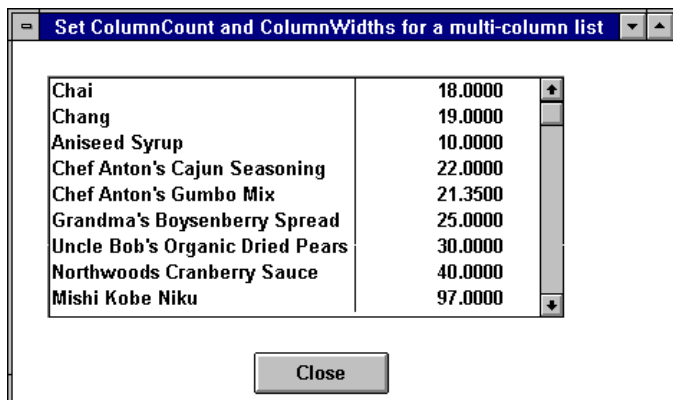 Set ColumnCount and ColumnWidths for a multi-column list
Chai 18.0000
Chang 19.0000
Aniseed Syrup 10.0000
Chef Anton's Cajun Seasoning 22.0000
Chef Anton's Gumbo Mix 21.3500
Grandma's Boysenberry Spread 25.0000
Uncle Bob's Organic Dried Pears 30.0000
Northwoods Cranberry Sauce 40.0000
Mishi Kobe Niku 97.0000
Close